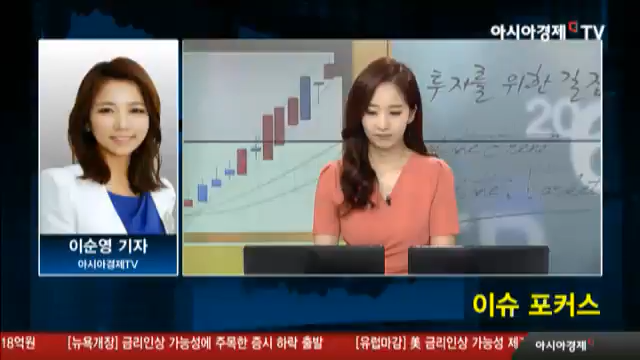 아시아경제 TV
투자를 위한 길잡
20
이순영 기자
아시아경제TV
이슈 포커스
18억원 [뉴욕개장] 금리인상 가능성에 주목한 증시 하락 출발 [유럽마감] 美 금리인상 가능성 제
아시아경제